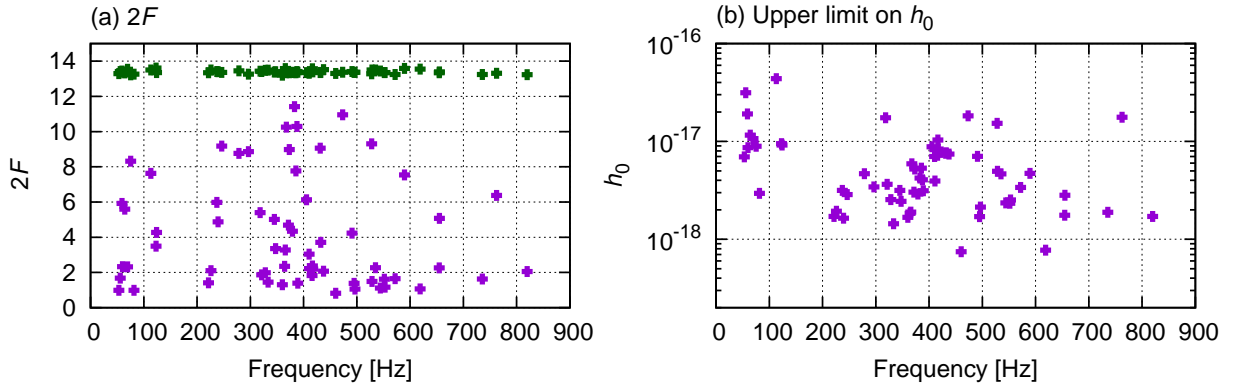 (a) 2F
14
12
10
8
6
4
2
0
2F
0 100 200 300 400 500 600 700 800 900
Frequency [Hz]
(b) Upper limit on h₀
10⁻¹⁶
10⁻¹⁷
10⁻¹⁸
h₀
0 100 200 300 400 500 600 700 800 900
Frequency [Hz]